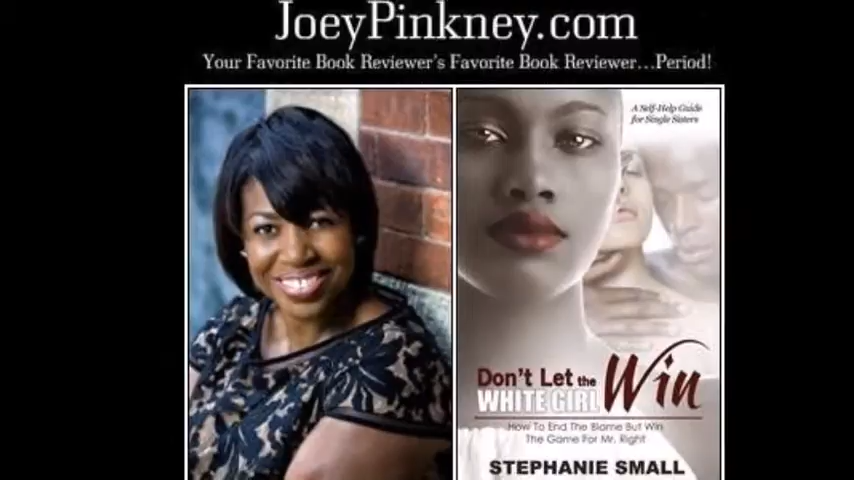 JoeyPinkney.com
Your Favorite Book Reviewer's Favorite Book Reviewer...Period!
A Self-Help Guide
for Single Sisters
Don't Let the
WHITE GIRL Win
How To End The Blame But Win
The Game For Mr. Right
STEPHANIE SMALL